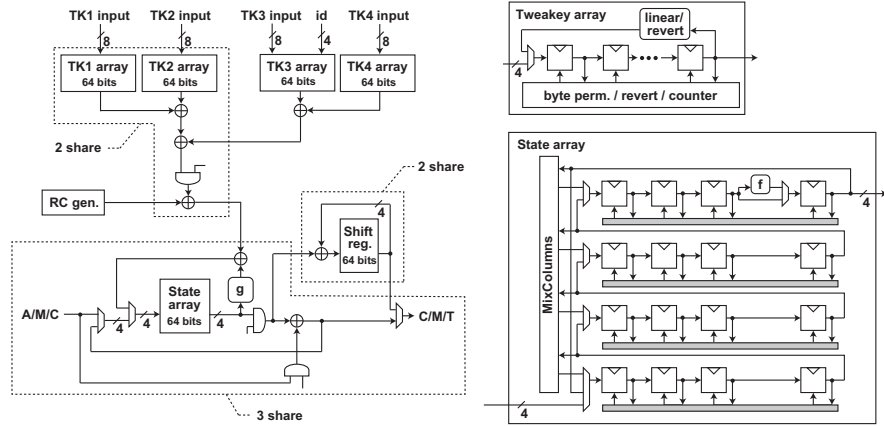 TK1 input
TK2 input
TK3 input
id
TK4 input
8
8
8
4
8
TK1 array
64 bits
TK2 array
64 bits
TK3 array
64 bits
TK4 array
64 bits
2 share
RC gen.
2 share
4
Shift
reg.
64 bits
g
A/M/C
4
4
State
array
64 bits
4
C/M/T
3 share
Tweakey array
linear/
revert
4
byte perm. / revert / counter
State array
MixColumns
f
4
4